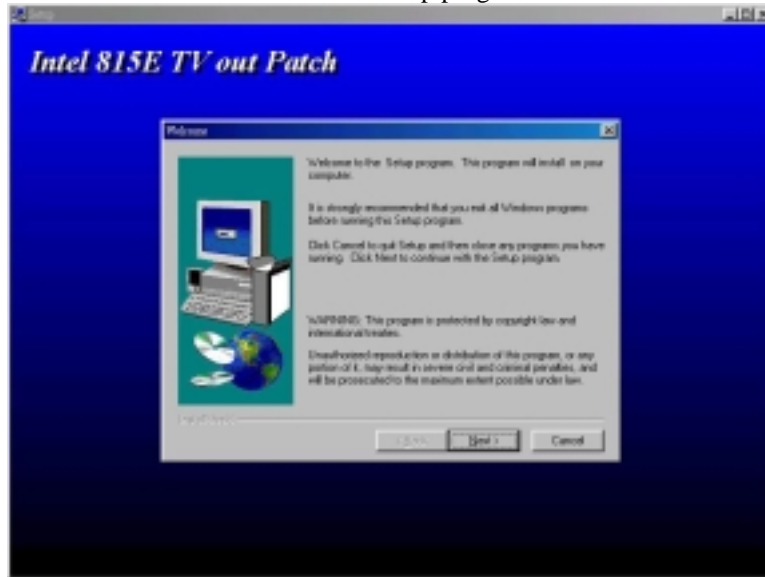 Setup
Intel 815E TV out Patch
Welcome
Welcome to the Setup program. This program will install on your
computer.
It is strongly recommended that you exit all Windows programs
before running this Setup program.
Click Cancel to quit Setup and then close any programs you have
running. Click Next to continue with the Setup program.
WARNING: This program is protected by copyright law and
international treaties.
Unauthorized reproduction or distribution of this program, or any
portion of it, may result in severe civil and criminal penalties, and
will be prosecuted to the maximum extent possible under law.
InstallShield
< Back
Next >
Cancel